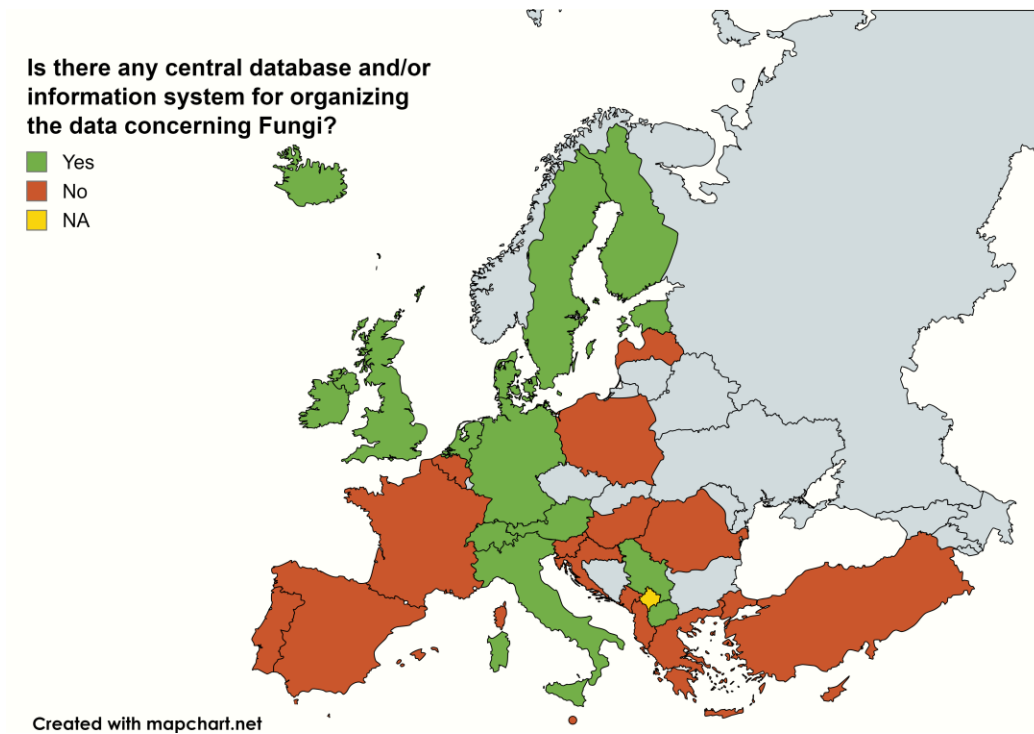 Is there any central database and/or
information system for organizing
the data concerning Fungi?
Yes
No
NA
Created with mapchart.net